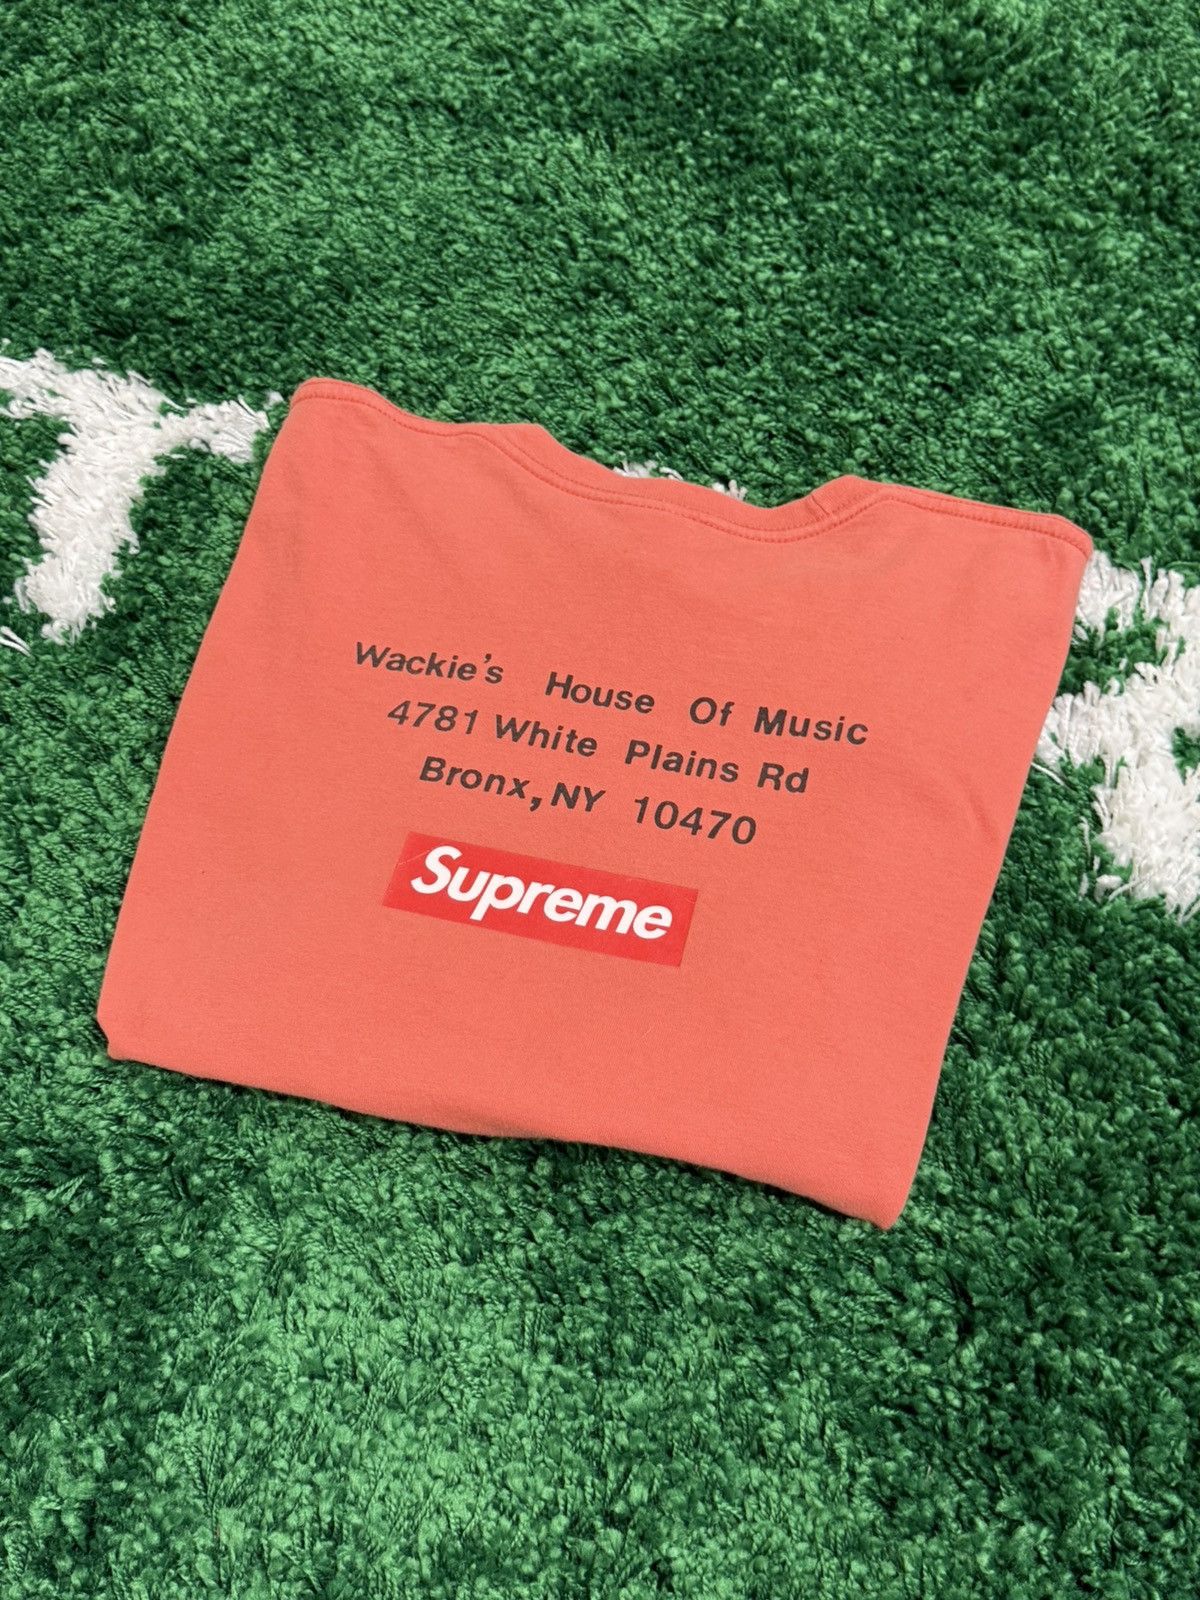 Wackie's House Of Music
4781 White Plains Rd
Bronx, NY 10470
Supreme